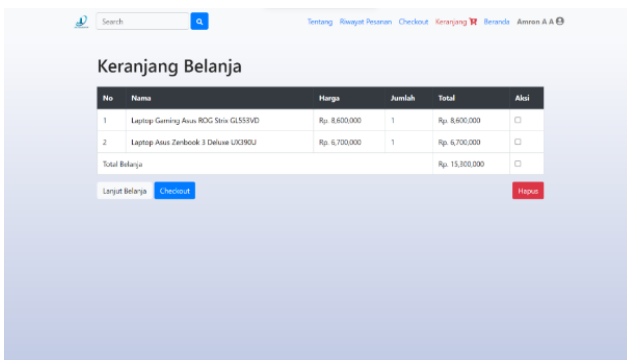 Search Tentang Riwayat Pesanan Checkout Keranjang Beranda Amron A A
Keranjang Belanja
No Nama Harga Jumlah Total Aksi
1 Laptop Gaming Asus ROG Strix GL553VD Rp. 8,600,000 1 Rp. 8,600,000
2 Laptop Asus Zenbook 3 Deluxe UX390U Rp. 6,700,000 1 Rp. 6,700,000
Total Belanja Rp. 15,300,000
Lanjut Belanja Checkout Hapus